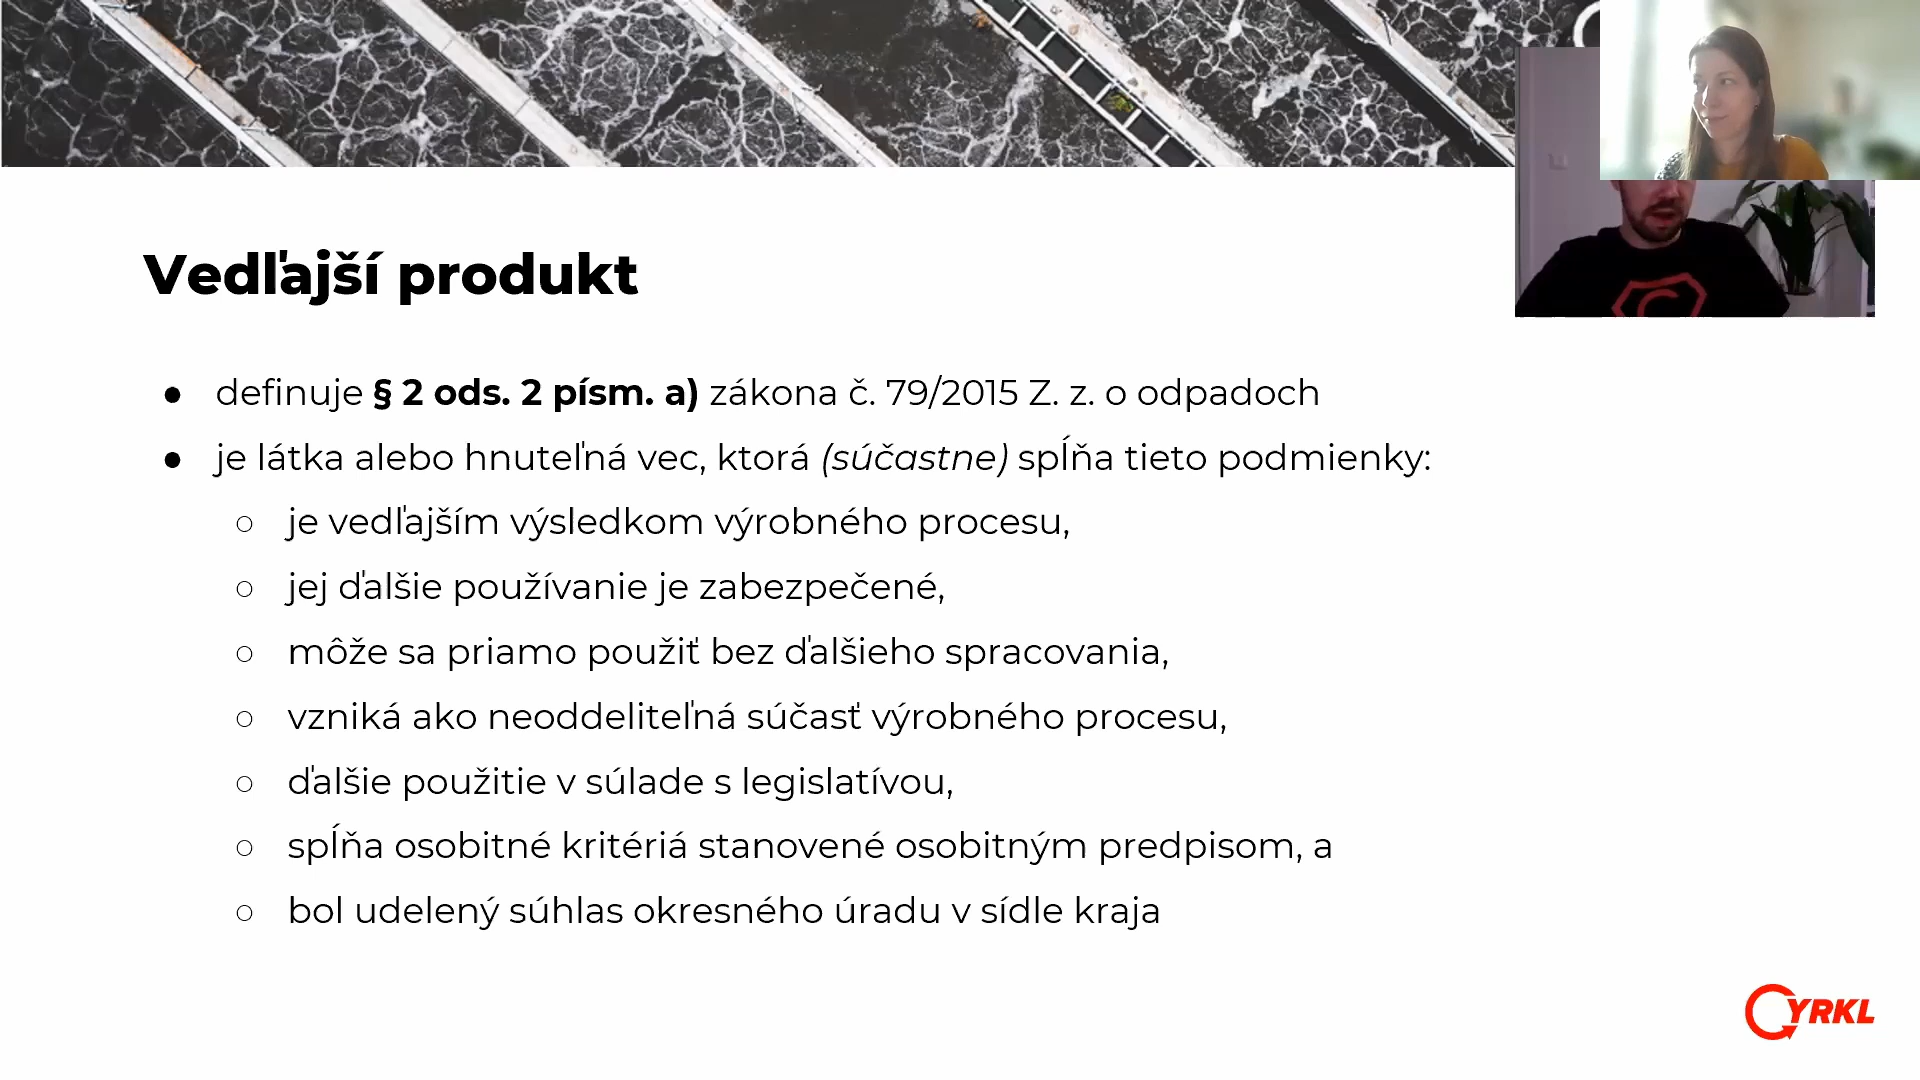 Vedľajší produkt
● definuje § 2 ods. 2 písm. a) zákona č. 79/2015 Z. z. o odpadoch
● je látka alebo hnuteľná vec, ktorá (súčastne) spĺňa tieto podmienky:
○ je vedľajším výsledkom výrobného procesu,
○ jej ďalšie používanie je zabezpečené,
○ môže sa priamo použiť bez ďalšieho spracovania,
○ vzniká ako neoddeliteľná súčasť výrobného procesu,
○ ďalšie použitie v súlade s legislatívou,
○ spĺňa osobitné kritériá stanovené osobitným predpisom, a
○ bol udelený súhlas okresného úradu v sídle kraja
CYRKL